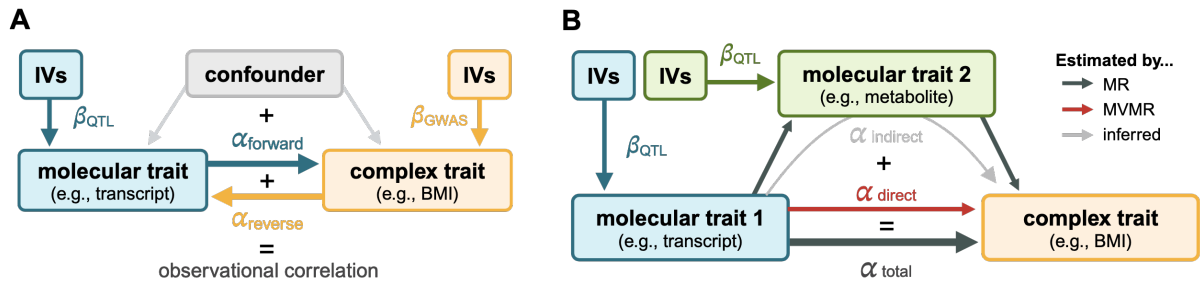 A
IVs
confounder
IVs
βQTL
+
βGWAS
αforward
molecular trait
(e.g., transcript)
+
complex trait
(e.g., BMI)
αreverse
=
observational correlation
B
IVs
IVs
βQTL
molecular trait 2
(e.g., metabolite)
Estimated by...
MR
MVMR
inferred
βQTL
α indirect
+
α direct
=
α total
molecular trait 1
(e.g., transcript)
complex trait
(e.g., BMI)